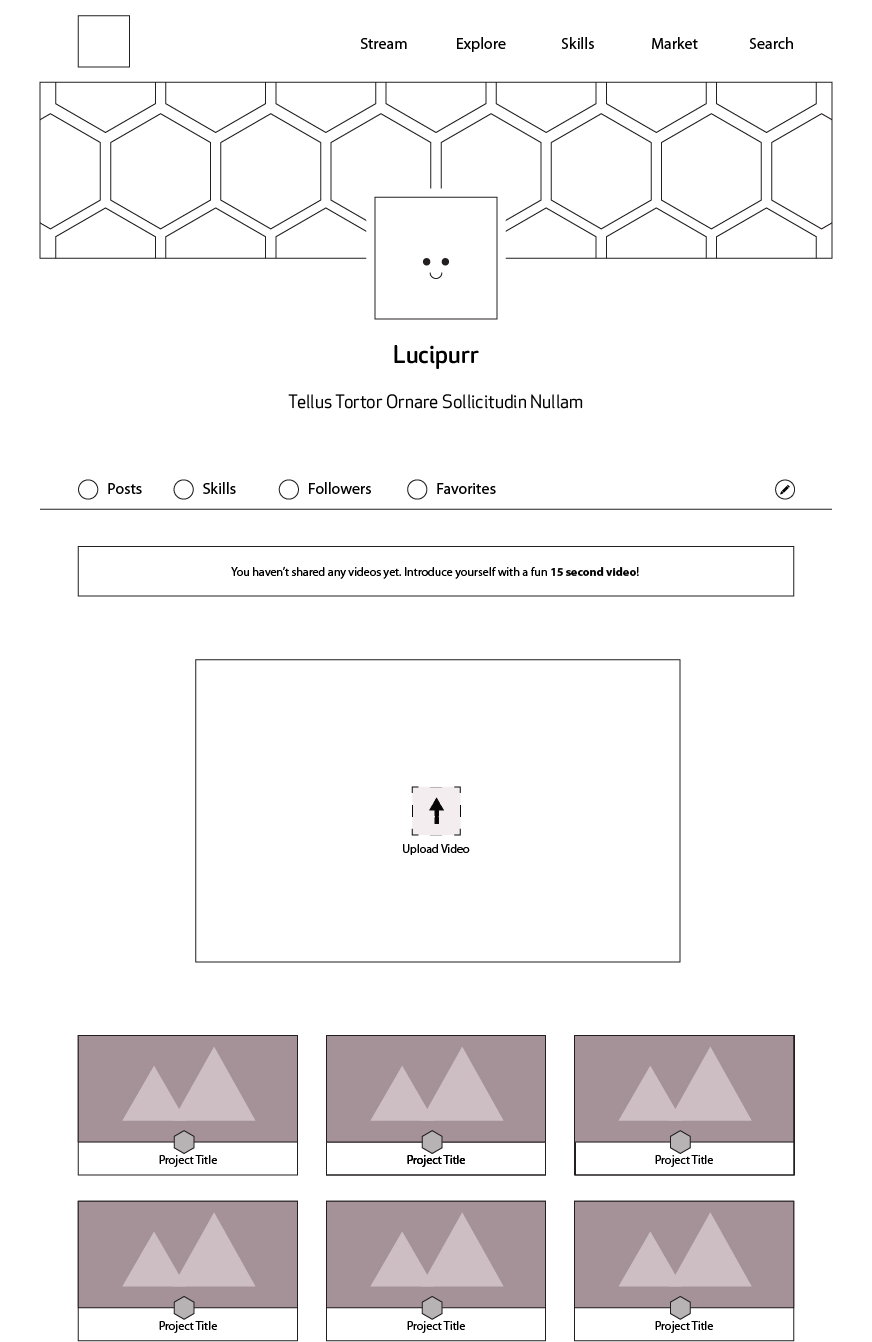 Stream Explore Skills Market Search
Lucipurr
Tellus Tortor Ornare Sollicitudin Nullam
Posts Skills Followers Favorites
You haven’t shared any videos yet. Introduce yourself with a fun 15 second video!
Upload Video
Project Title Project Title Project Title
Project Title Project Title Project Title